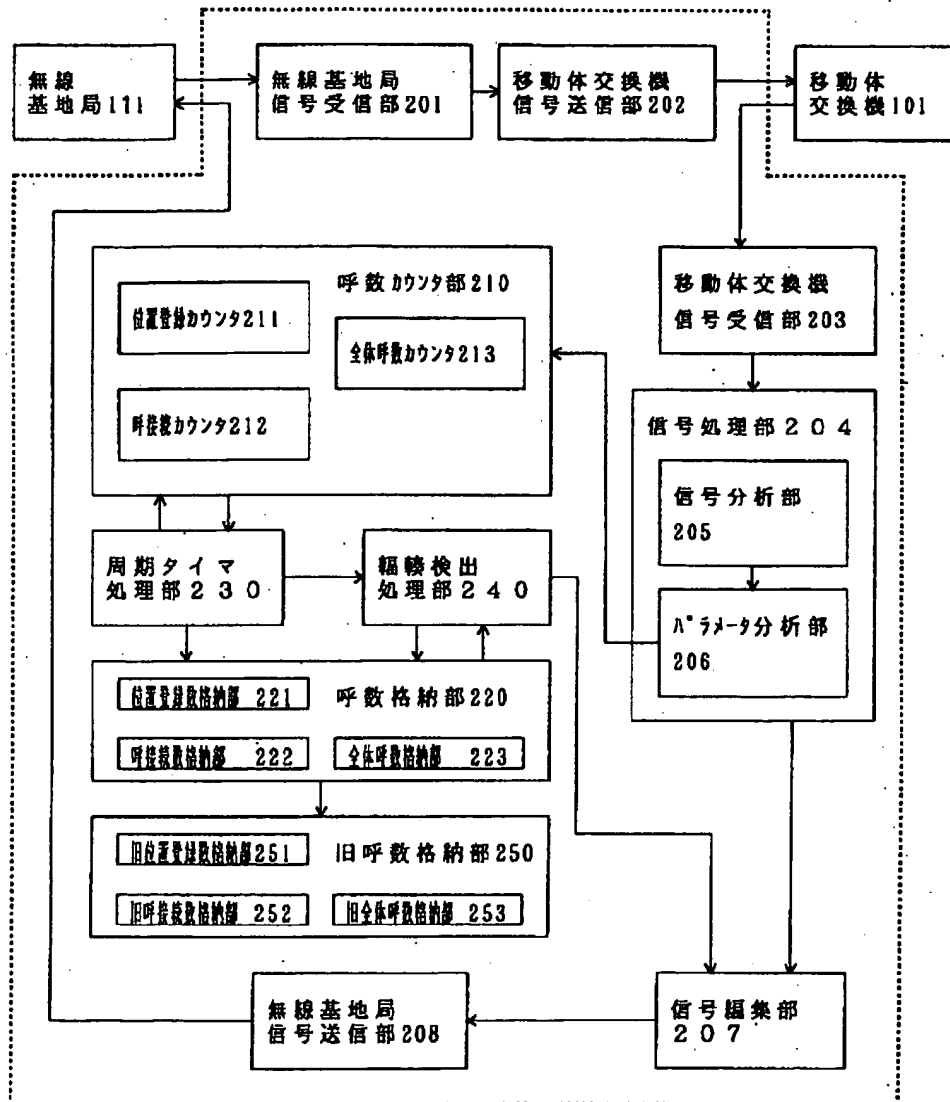 無線
基地局111
無線基地局
信号受信部201
移動体交換機
信号送信部202
移動体
交換機101
呼数カウンタ部210
位置登録カウンタ211
全体呼数カウンタ213
呼接続カウンタ212
移動体交換機
信号受信部203
信号処理部204
信号分析部
205
パラメータ分析部
206
周期タイマ
処理部230
輻輳検出
処理部240
位置登録数格納部 221
呼数格納部220
呼接続数格納部 222
全体呼数格納部 223
旧位置登録数格納部251
旧呼数格納部250
旧呼接続数格納部 252
旧全体呼数格納部 253
無線基地局
信号送信部208
信号編集部
207